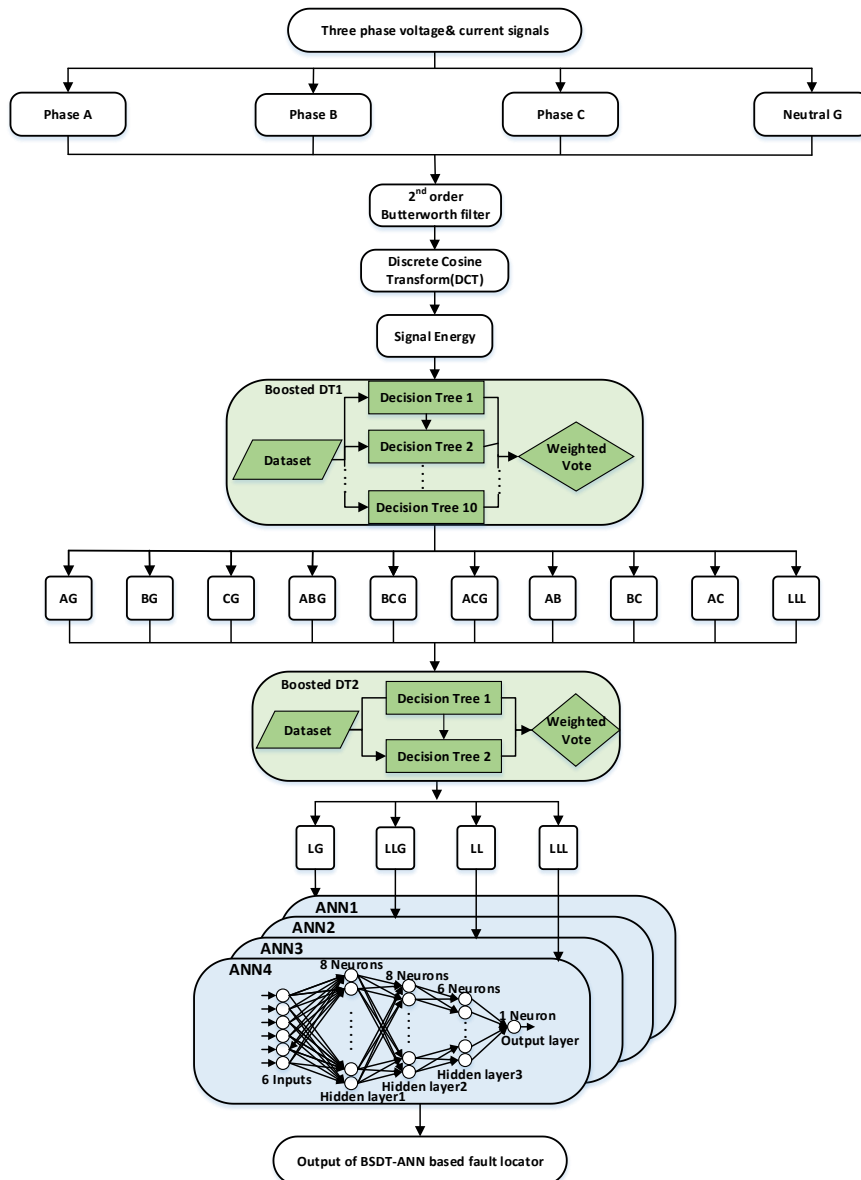 Three phase voltage& current signals
Phase A
Phase B
Phase C
Neutral G
2nd order
Butterworth filter
Discrete Cosine
Transform(DCT)
Signal Energy
Boosted DT1
Decision Tree 1
Dataset
Decision Tree 2
Weighted
Vote
Decision Tree 10
AG
BG
CG
ABG
BCG
ACG
AB
BC
AC
LLL
Boosted DT2
Decision Tree 1
Dataset
Weighted
Vote
Decision Tree 2
LG
LLG
LL
LLL
ANN1
ANN2
ANN3
ANN4
8 Neurons
8 Neurons
6 Neurons
1 Neuron
Output layer
6 Inputs
Hidden layer1
Hidden layer2
Hidden layer3
Output of BSDT-ANN based fault locator